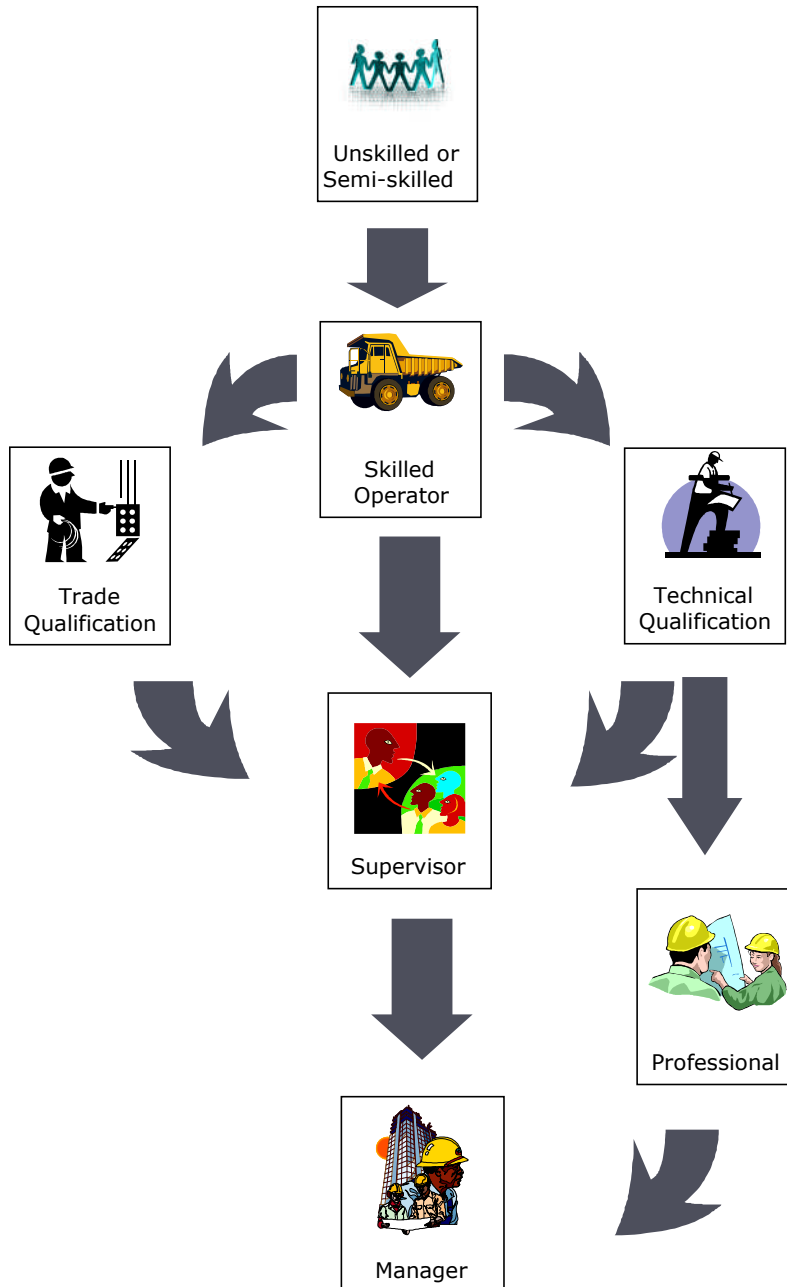 Unskilled or
Semi-skilled
Skilled
Operator
Trade
Qualification
Technical
Qualification
Supervisor
Professional
Manager